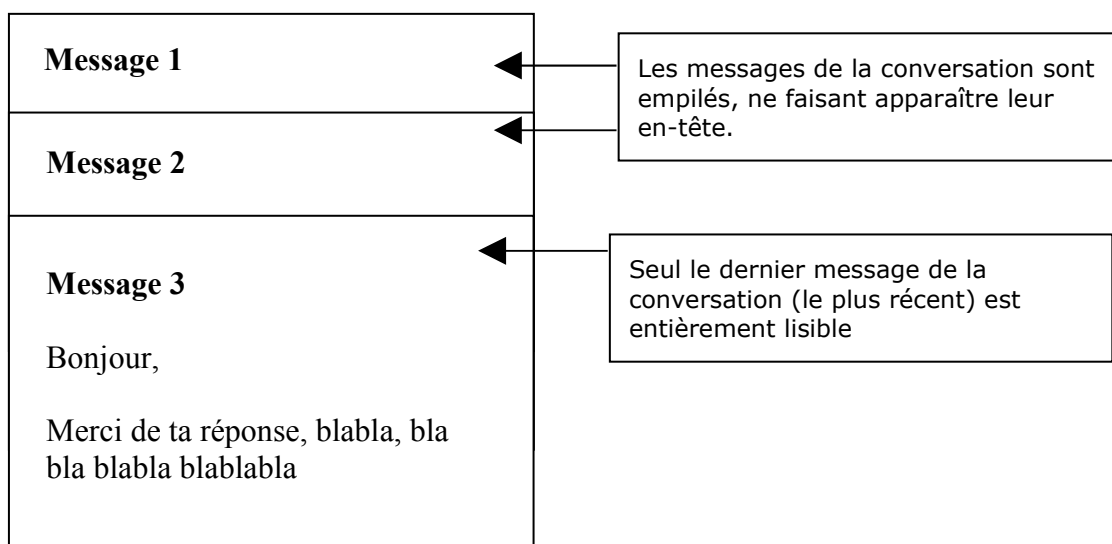 Message 1
Les messages de la conversation sont
empilés, ne faisant apparaître leur
en-tête.
Message 2
Message 3
Seul le dernier message de la
conversation (le plus récent) est
entièrement lisible
Bonjour,
Merci de ta réponse, blabla, bla
bla blabla blablabla